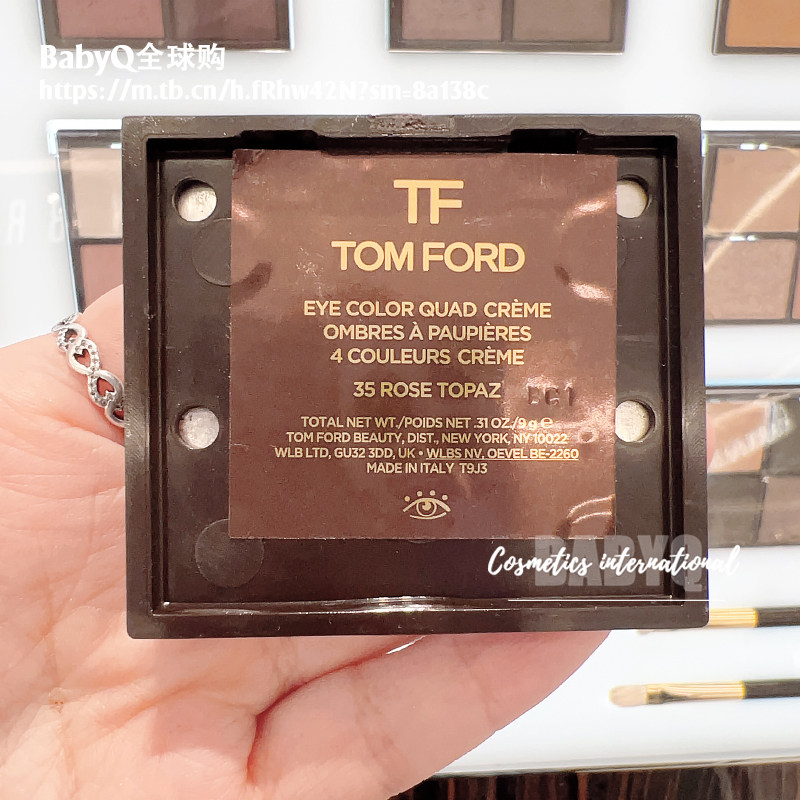 BabyQ全球购
https://m.tb.cn/h.fRhw42N?sm=8a138c
TF
TOM FORD
EYE COLOR QUAD CRÈME
OMBRES À PAUPIÈRES
4 COULEURS CRÈME
35 ROSE TOPAZ
TOTAL NET WT./POIDS NET .31 OZ./9 g ℮
TOM FORD BEAUTY, DIST., NEW YORK, NY 10022
WLB LTD, GU32 3DD, UK • WLBS NV. OEVEL BE-2260
MADE IN ITALY T9J3
BABYQ
Cosmetics international